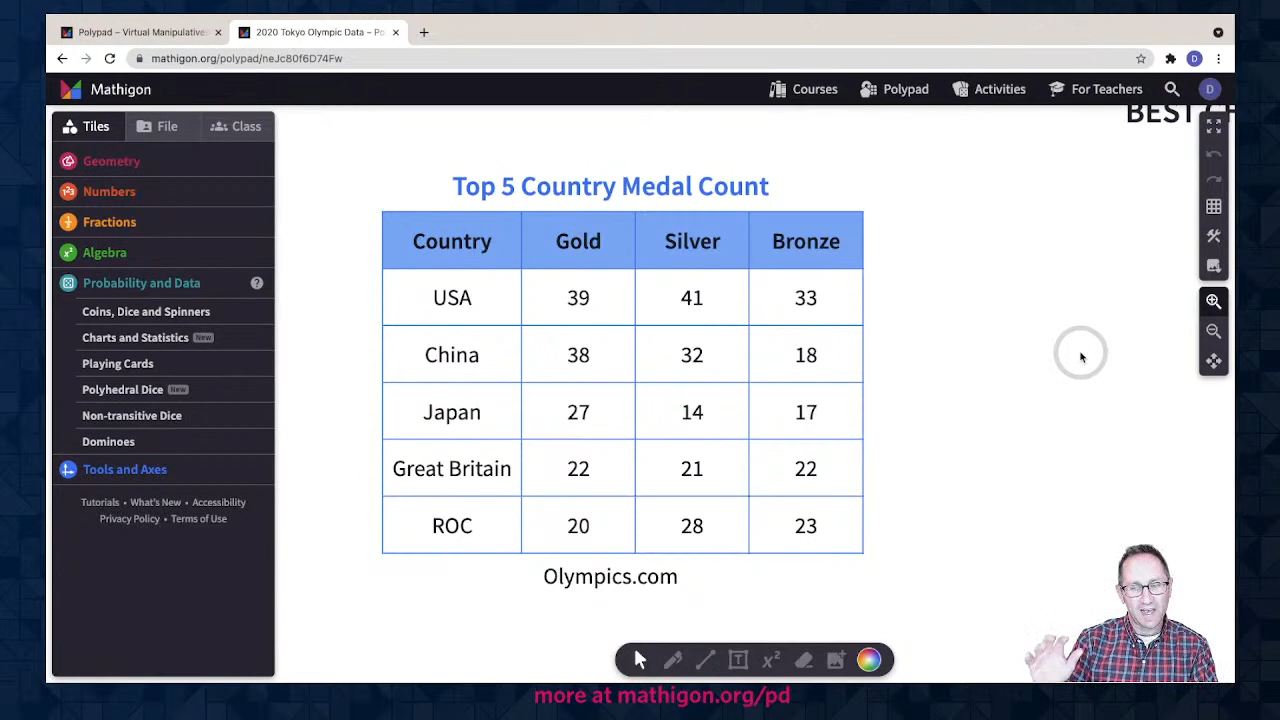 Polypad – Virtual Manipulatives
2020 Tokyo Olympic Data – Po
mathigon.org/polypad/neJc80f6D74Fw
D
Mathigon
Courses
Polypad
Activities
For Teachers
D
Tiles
File
Class
Geometry
Numbers
Fractions
Algebra
Probability and Data
Coins, Dice and Spinners
Charts and Statistics New
Playing Cards
Polyhedral Dice New
Non-transitive Dice
Dominoes
Tools and Axes
Tutorials • What's New • Accessibility
Privacy Policy • Terms of Use
BEST
Top 5 Country Medal Count
Country Gold Silver Bronze
USA 39 41 33
China 38 32 18
Japan 27 14 17
Great Britain 22 21 22
ROC 20 28 23
Olympics.com
more at mathigon.org/pd